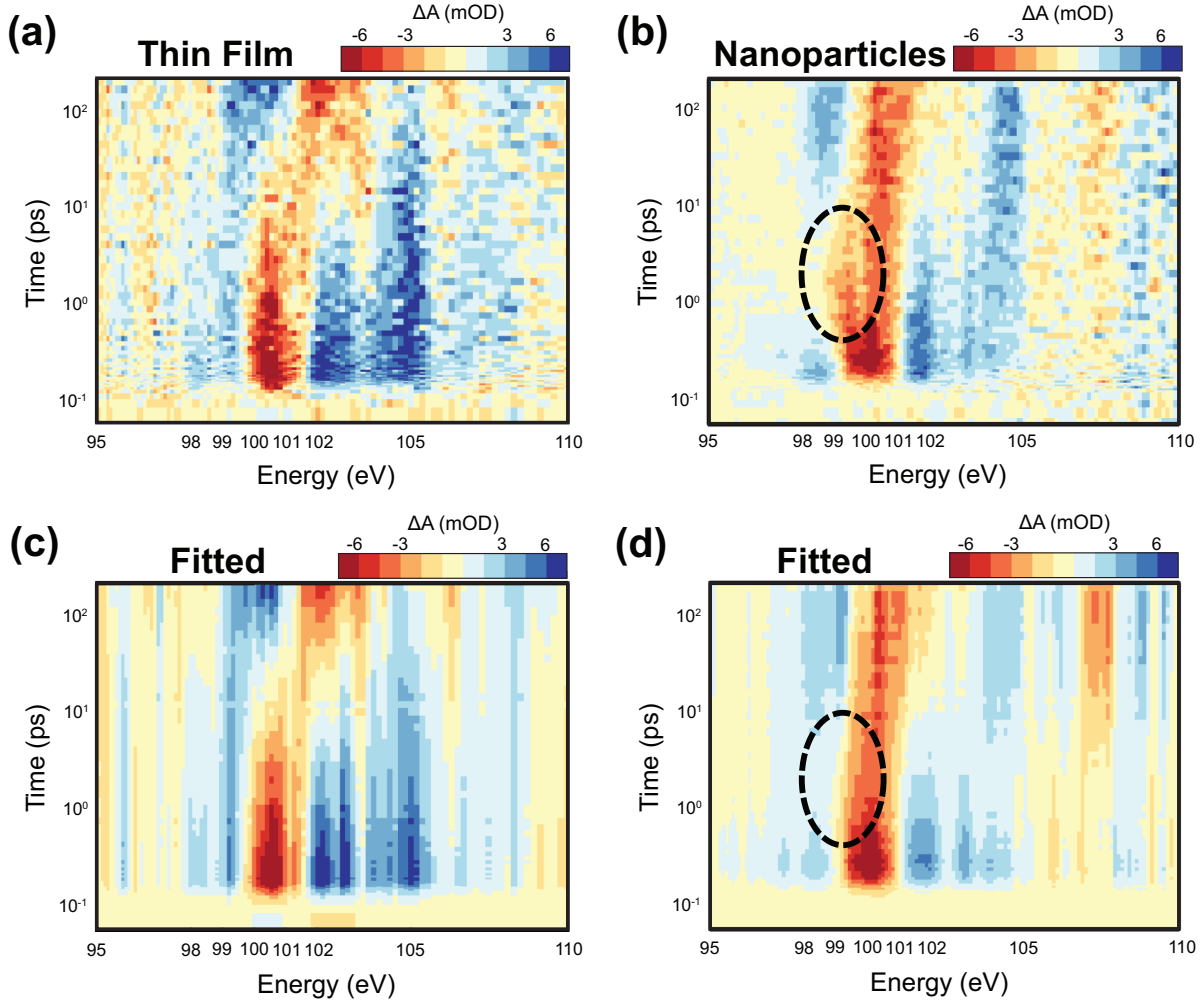 (a)
Thin Film
ΔA (mOD)
-6 -3 3 6
Time (ps)
10²
10¹
10⁰
10⁻¹
95 98 99 100 101 102 105 110
Energy (eV)
(b)
Nanoparticles
ΔA (mOD)
-6 -3 3 6
Time (ps)
10²
10¹
10⁰
10⁻¹
95 98 99 100 101 102 105 110
Energy (eV)
(c)
Fitted
ΔA (mOD)
-6 -3 3 6
Time (ps)
10²
10¹
10⁰
10⁻¹
95 98 99 100 101 102 105 110
Energy (eV)
(d)
Fitted
ΔA (mOD)
-6 -3 3 6
Time (ps)
10²
10¹
10⁰
10⁻¹
95 98 99 100 101 102 105 110
Energy (eV)